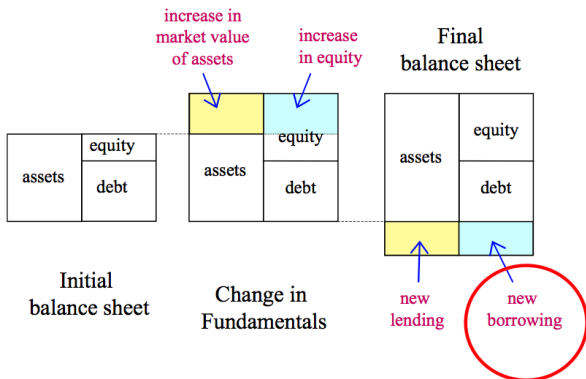 increase in
market value
of assets
increase
in equity
Final
balance sheet
assets
equity
debt
assets
equity
debt
assets
equity
debt
Initial
balance sheet
Change in
Fundamentals
new
lending
new
borrowing